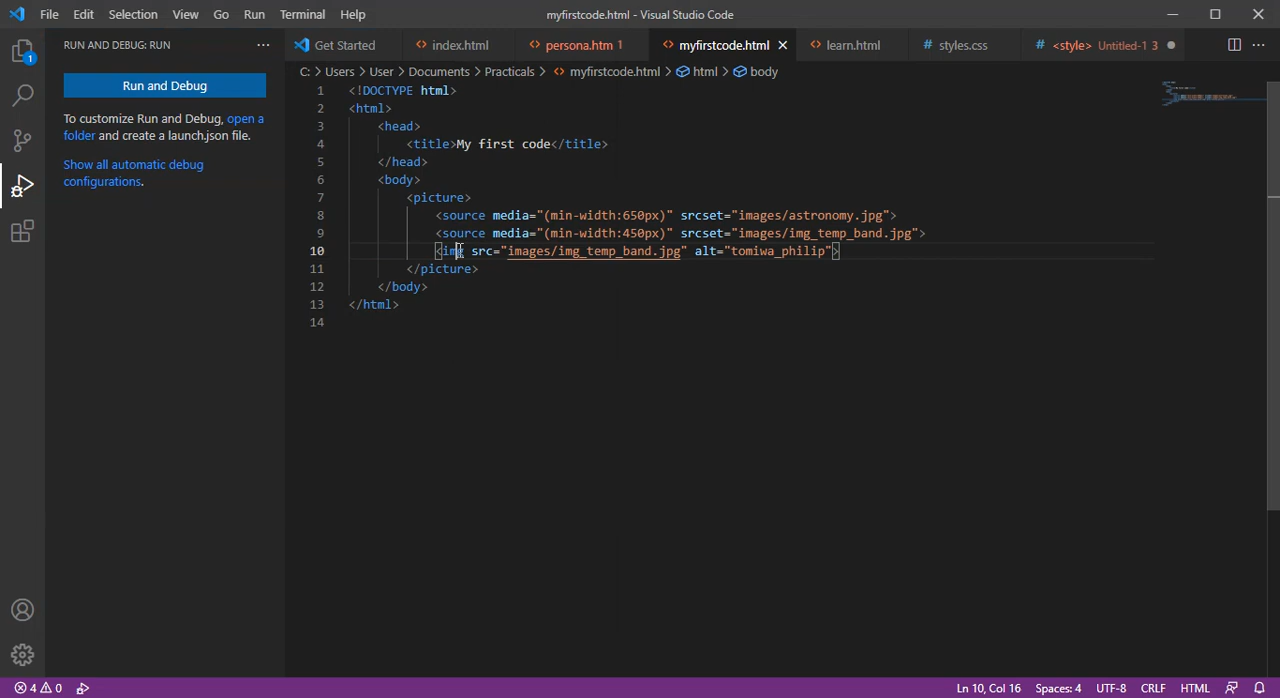 File Edit Selection View Go Run Terminal Help myfirstcode.html - Visual Studio Code
RUN AND DEBUG: RUN ...
Get Started index.html persona.htm 1 myfirstcode.html learn.html # styles.css # <style> Untitled-1 3
C: > Users > User > Documents > Practicals > myfirstcode.html > html > body
1
Run and Debug
To customize Run and Debug, open a
folder and create a launch.json file.
Show all automatic debug
configurations.
1 <!DOCTYPE html>
2 <html>
3 <head>
4 <title>My first code</title>
5 </head>
6 <body>
7 <picture>
8 <source media="(min-width:650px)" srcset="images/astronomy.jpg">
9 <source media="(min-width:450px)" srcset="images/img_temp_band.jpg">
10 <img src="images/img_temp_band.jpg" alt="tomiwa_philip">
11 </picture>
12 </body>
13 </html>
14
4 0 Ln 10, Col 16 Spaces: 4 UTF-8 CRLF HTML